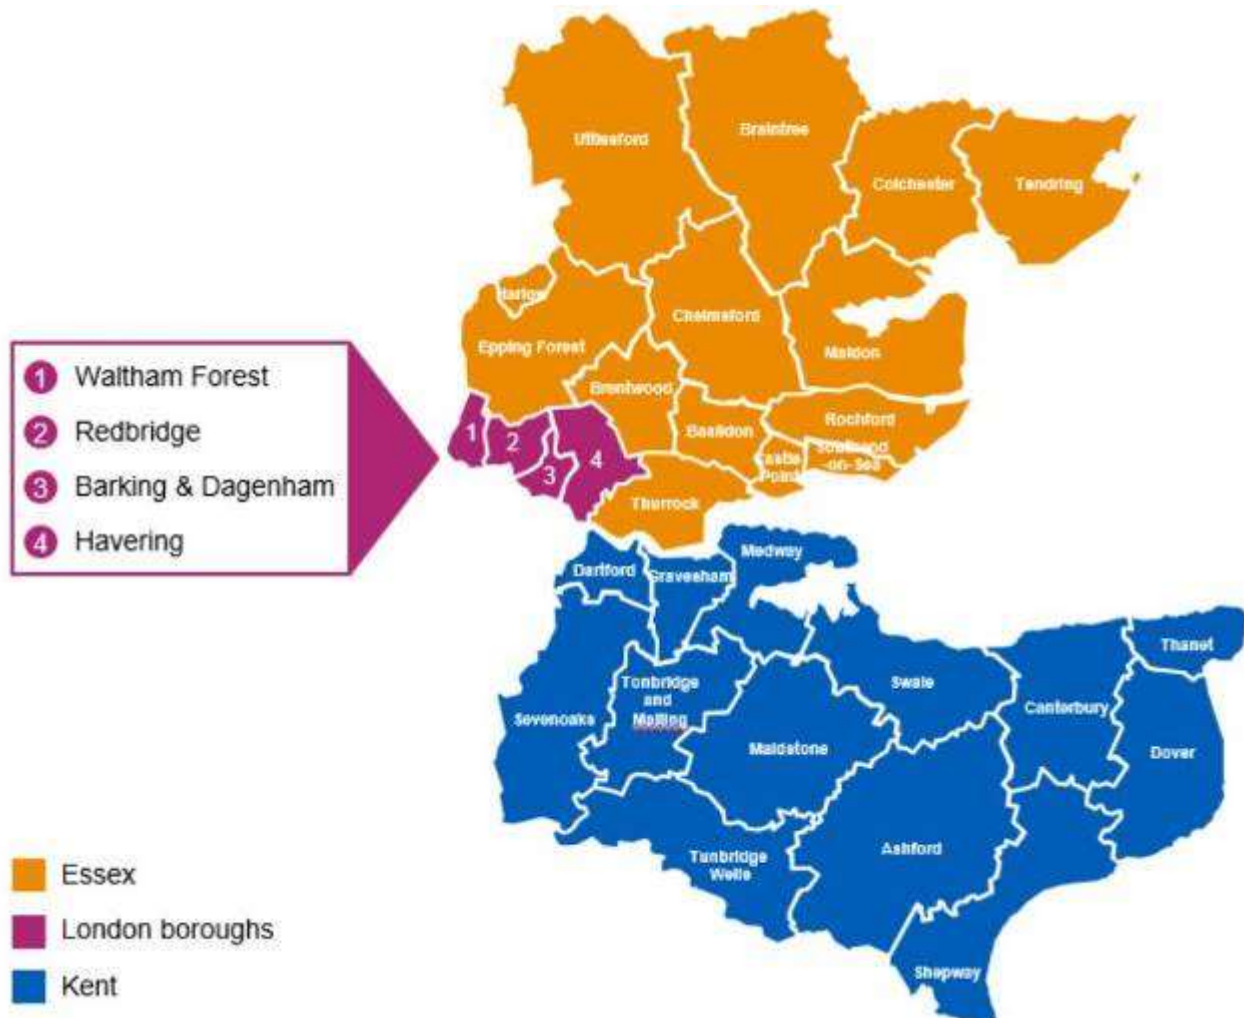 Uttlesford
Braintree
Colchester
Tendring
Harlow
Chelmsford
Epping Forest
Maldon
Brentwood
Rochford
Basildon
Southend
-on-Sea
Castle
Point
Thurrock
1
2
3
4
1 Waltham Forest
2 Redbridge
3 Barking & Dagenham
4 Havering
Medway
Dartford
Gravesham
Thanet
Swale
Tonbridge
and
Malling
Sevenoaks
Canterbury
Maidstone
Dover
Ashford
Tunbridge
Wells
Shepway
Essex
London boroughs
Kent